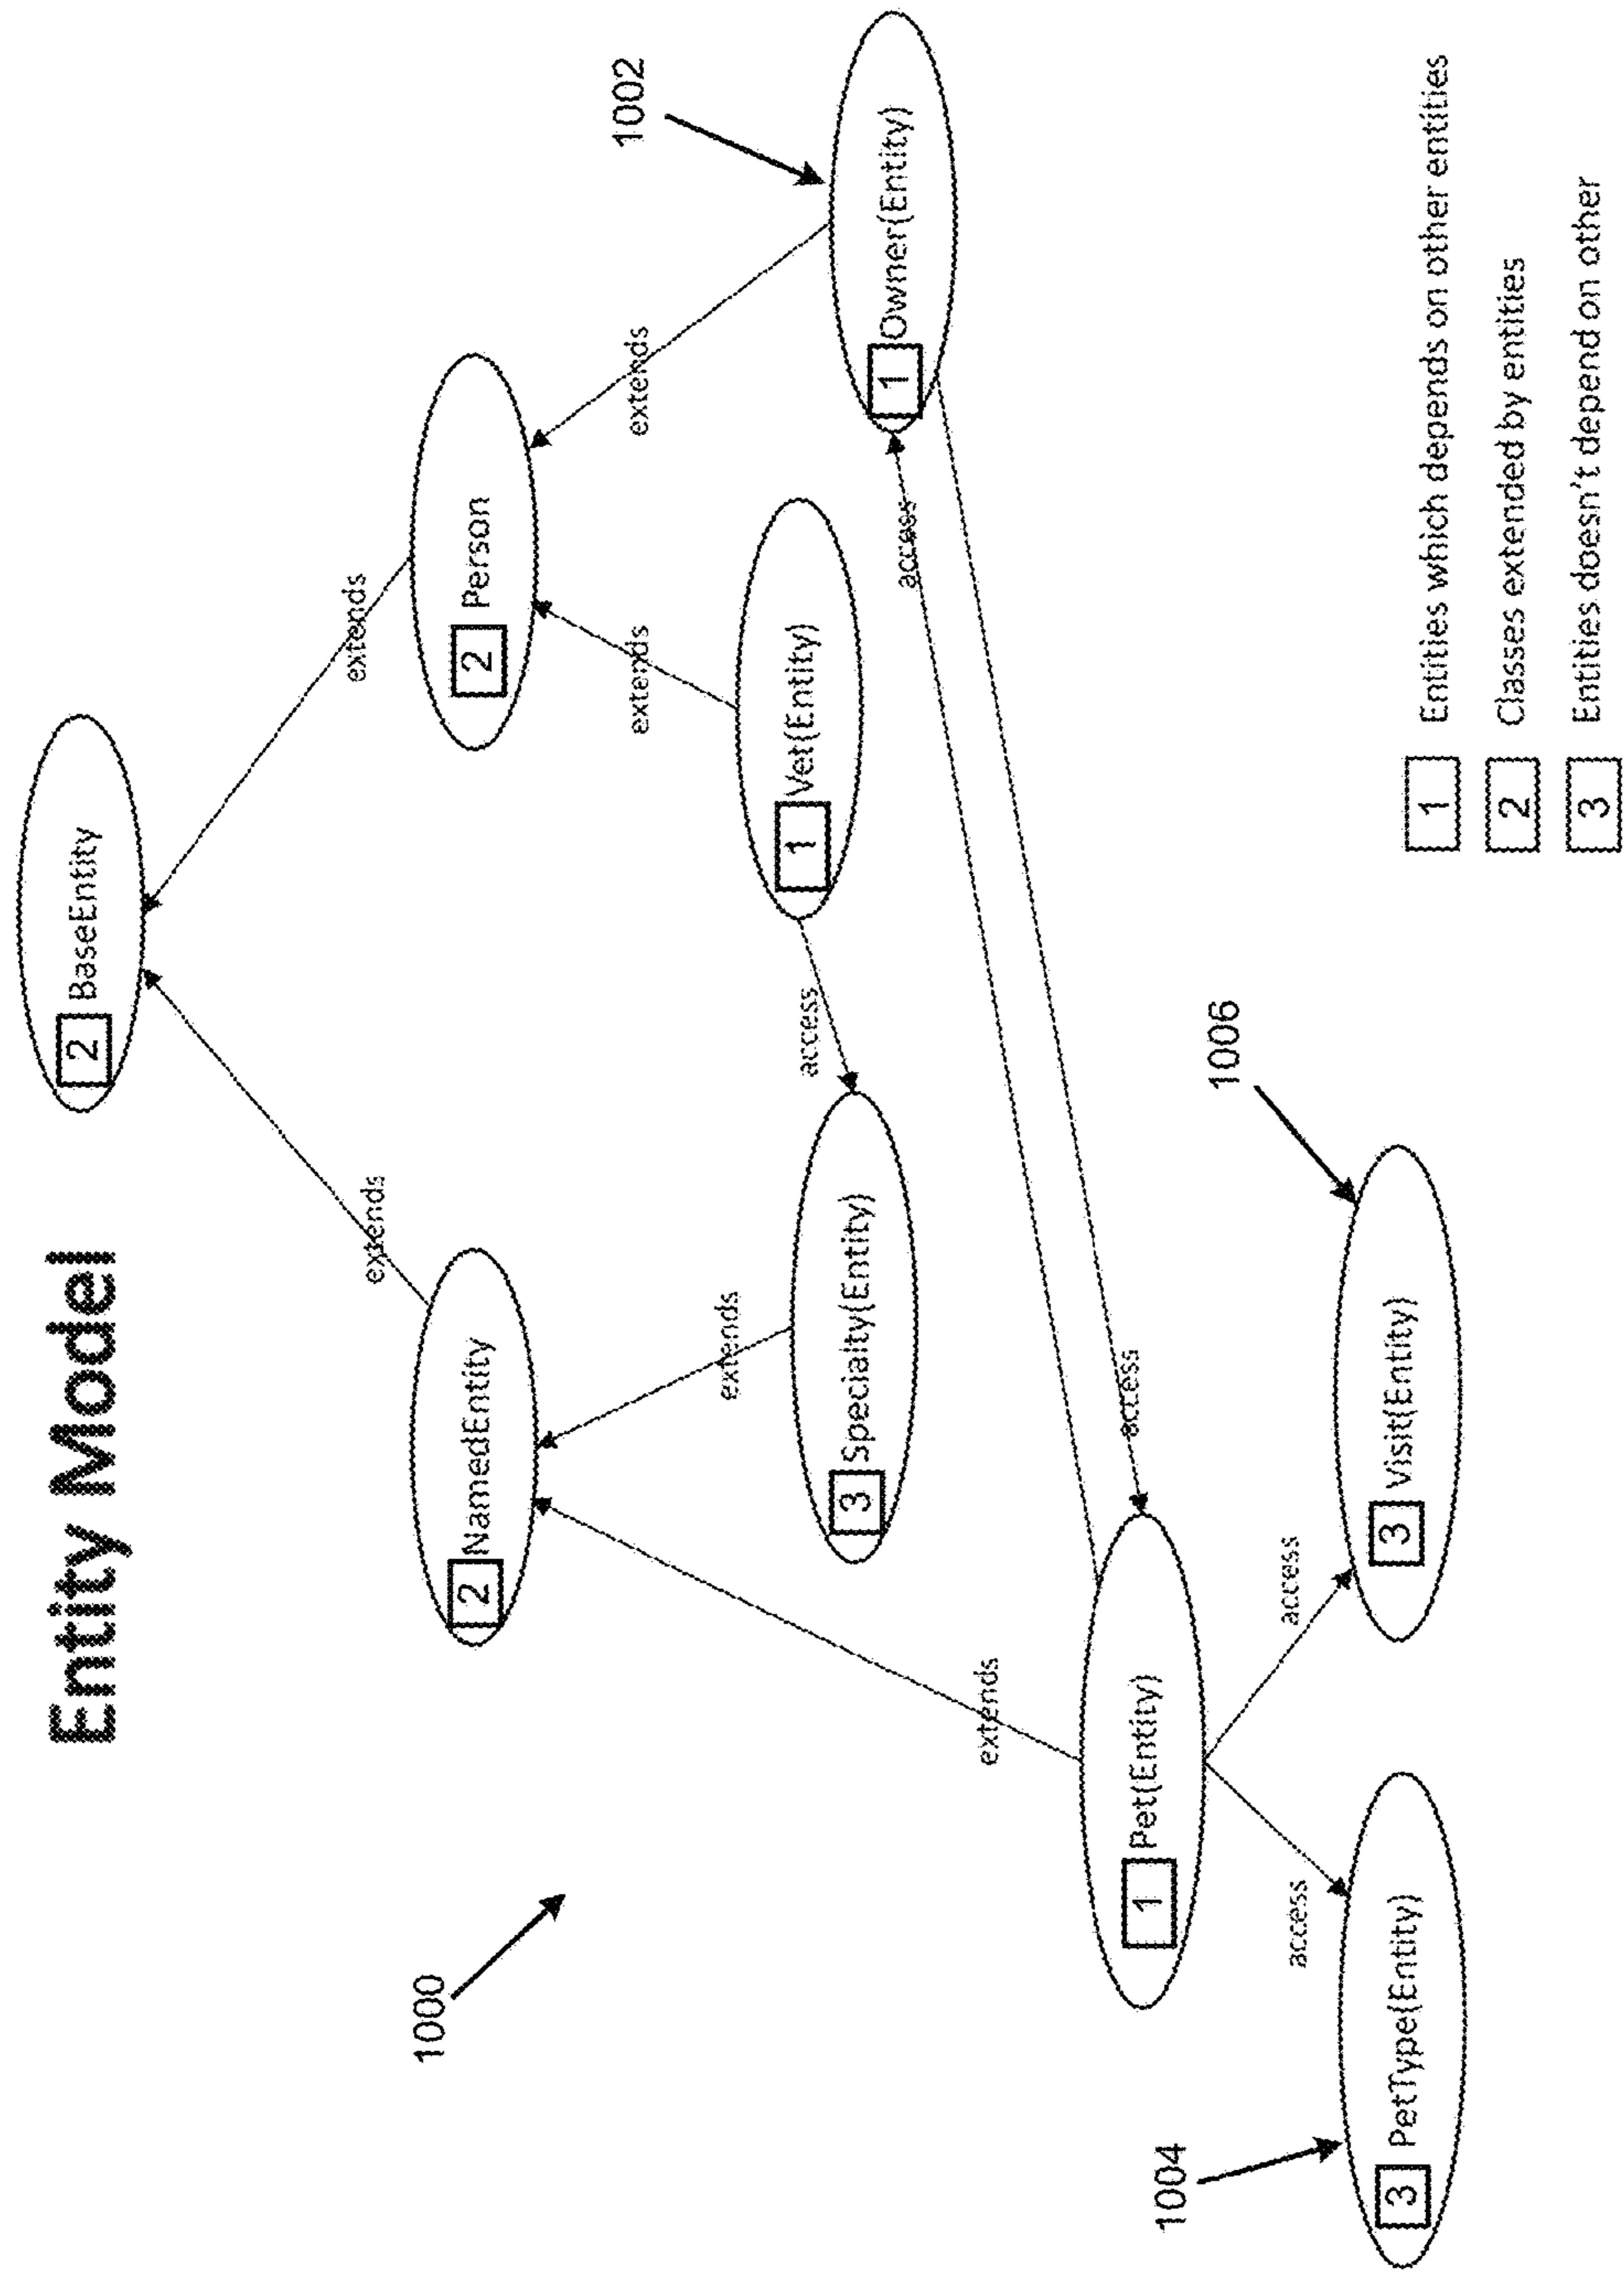 Entity Model
1000
2 BaseEntity
extends
extends
2 NamedEntity
2 Person
extends
extends
extends
1002
3 Specialty(Entity)
access
1 Vet(Entity)
1 Owner(Entity)
extends
access
access
1 Pet(Entity)
1004
access
access
1006
3 PetType(Entity)
3 Visit(Entity)
1 Entities which depends on other entities
2 Classes extended by entities
3 Entities doesn't depend on other